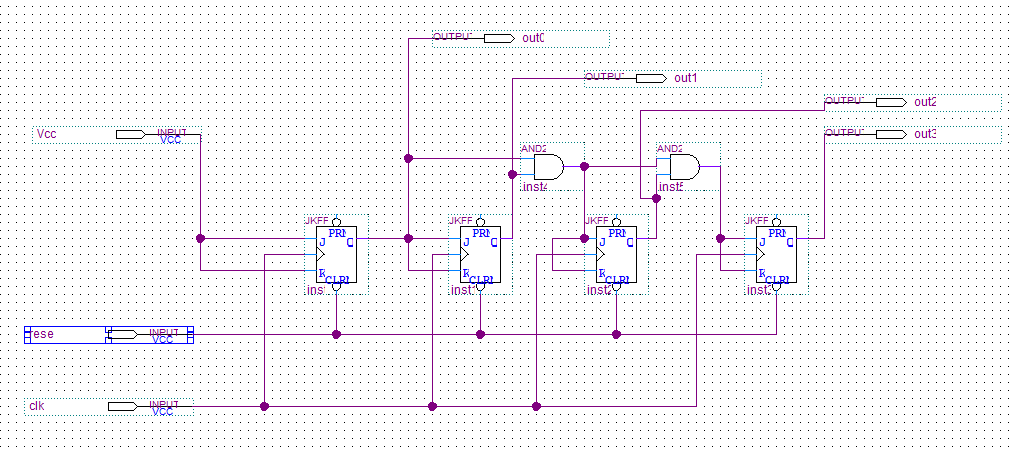 OUTPUT out0
OUTPUT out1
OUTPUT out2
Vcc INPUT VCC OUTPUT out3
AND2 AND2
inst4 inst5
JKFF JKFF JKFF JKFF
PRN PRN PRN PRN
J Q J Q J Q J Q
K K K K
CLRN CLRN CLRN CLRN
inst inst1 inst2 inst3
rese INPUT VCC
clk INPUT VCC